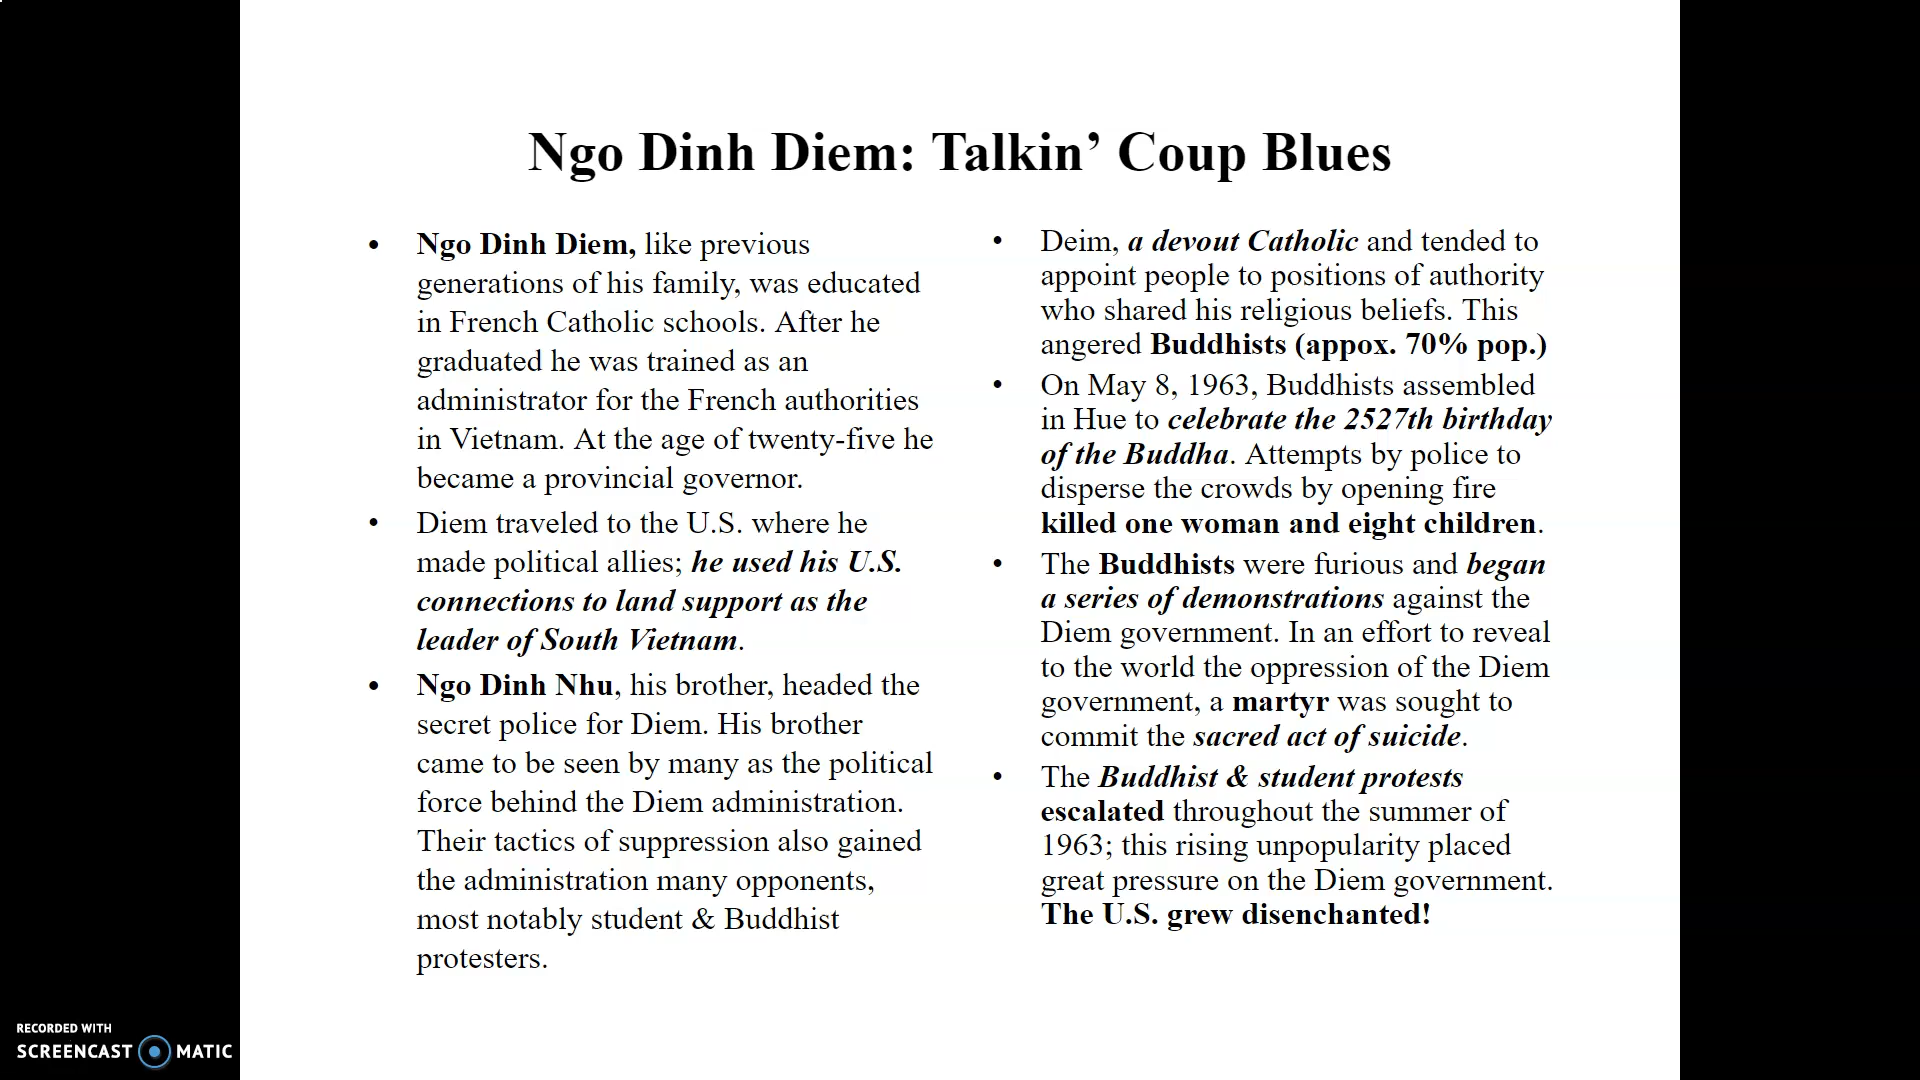 Ngo Dinh Diem: Talkin’ Coup Blues
• Ngo Dinh Diem, like previous
generations of his family, was educated
in French Catholic schools. After he
graduated he was trained as an
administrator for the French authorities
in Vietnam. At the age of twenty-five he
became a provincial governor.
• Diem traveled to the U.S. where he
made political allies; he used his U.S.
connections to land support as the
leader of South Vietnam.
• Ngo Dinh Nhu, his brother, headed the
secret police for Diem. His brother
came to be seen by many as the political
force behind the Diem administration.
Their tactics of suppression also gained
the administration many opponents,
most notably student & Buddhist
protesters.
• Deim, a devout Catholic and tended to
appoint people to positions of authority
who shared his religious beliefs. This
angered Buddhists (appox. 70% pop.)
• On May 8, 1963, Buddhists assembled
in Hue to celebrate the 2527th birthday
of the Buddha. Attempts by police to
disperse the crowds by opening fire
killed one woman and eight children.
• The Buddhists were furious and began
a series of demonstrations against the
Diem government. In an effort to reveal
to the world the oppression of the Diem
government, a martyr was sought to
commit the sacred act of suicide.
• The Buddhist & student protests
escalated throughout the summer of
1963; this rising unpopularity placed
great pressure on the Diem government.
The U.S. grew disenchanted!
RECORDED WITH
SCREENCAST MATIC